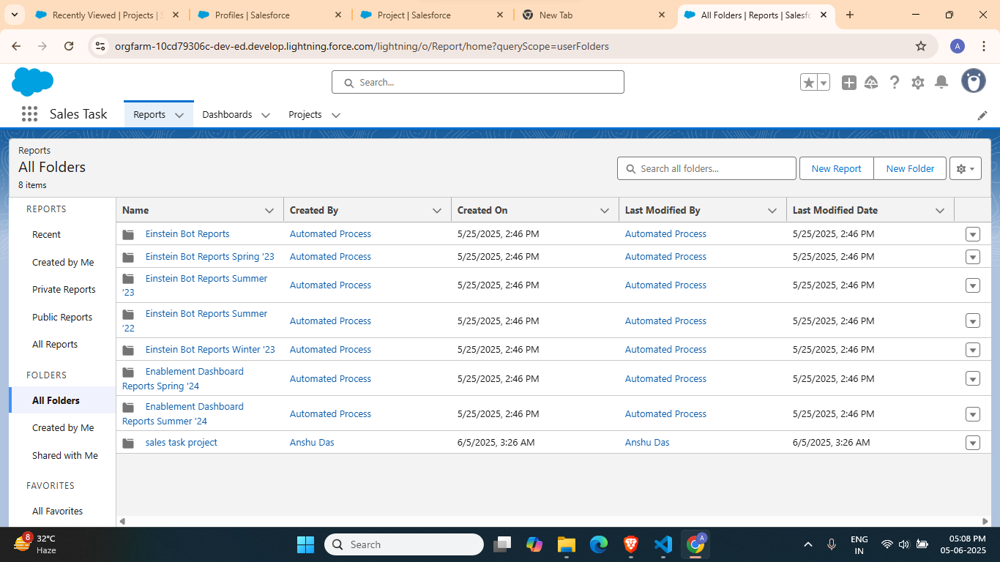 Recently Viewed | Projects | S
Profiles | Salesforce
Project | Salesforce
New Tab
All Folders | Reports | Salesfo
orgfarm-10cd79306c-dev-ed.develop.lightning.force.com/lightning/o/Report/home?queryScope=userFolders
A
Search...
Sales Task
Reports
Dashboards
Projects
Reports
All Folders
8 items
Search all folders...
New Report
New Folder
REPORTS
Recent
Created by Me
Private Reports
Public Reports
All Reports
FOLDERS
All Folders
Created by Me
Shared with Me
FAVORITES
All Favorites
Name Created By Created On Last Modified By Last Modified Date
Einstein Bot Reports Automated Process 5/25/2025, 2:46 PM Automated Process 5/25/2025, 2:46 PM
Einstein Bot Reports Spring '23 Automated Process 5/25/2025, 2:46 PM Automated Process 5/25/2025, 2:46 PM
Einstein Bot Reports Summer
'23 Automated Process 5/25/2025, 2:46 PM Automated Process 5/25/2025, 2:46 PM
Einstein Bot Reports Summer
'22 Automated Process 5/25/2025, 2:46 PM Automated Process 5/25/2025, 2:46 PM
Einstein Bot Reports Winter '23 Automated Process 5/25/2025, 2:46 PM Automated Process 5/25/2025, 2:46 PM
Enablement Dashboard
Reports Spring '24 Automated Process 5/25/2025, 2:46 PM Automated Process 5/25/2025, 2:46 PM
Enablement Dashboard
Reports Summer '24 Automated Process 5/25/2025, 2:46 PM Automated Process 5/25/2025, 2:46 PM
sales task project Anshu Das 6/5/2025, 3:26 AM Anshu Das 6/5/2025, 3:26 AM
8
32°C
Haze
Search
A
ENG
IN
05:08 PM
05-06-2025